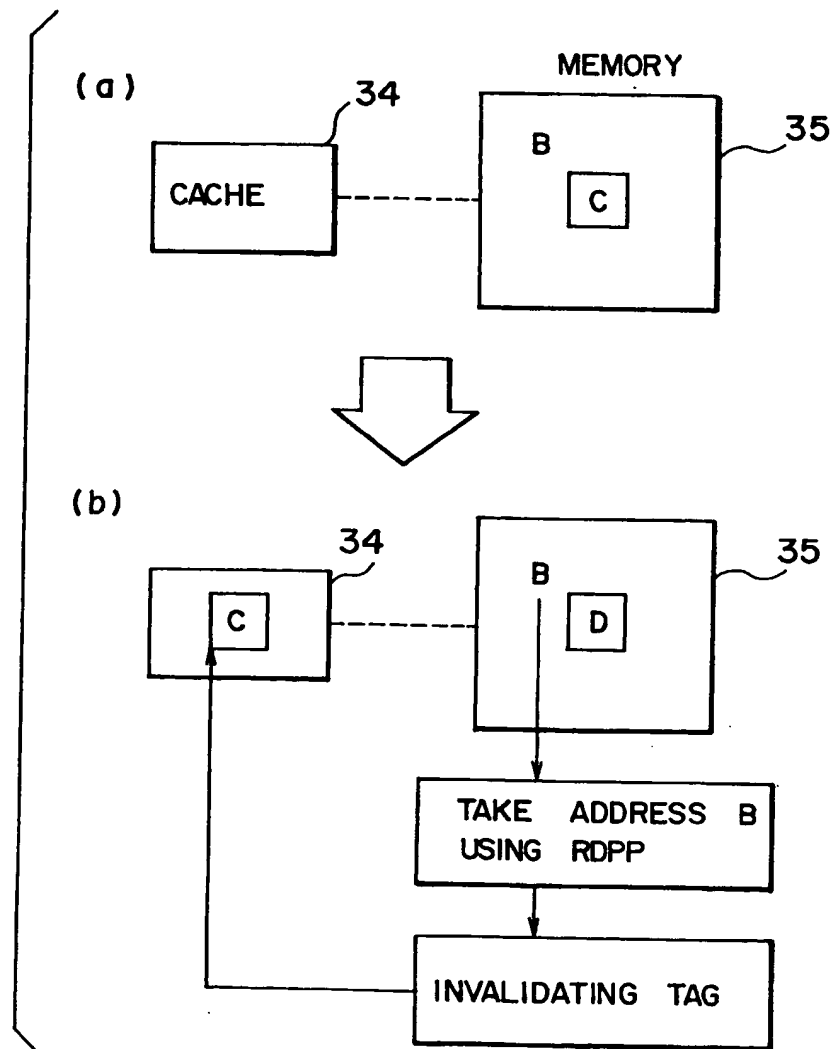 (a)
MEMORY
34
35
CACHE
B
C
(b)
34
35
C
B
D
TAKE ADDRESS B
USING RDPP
INVALIDATING TAG